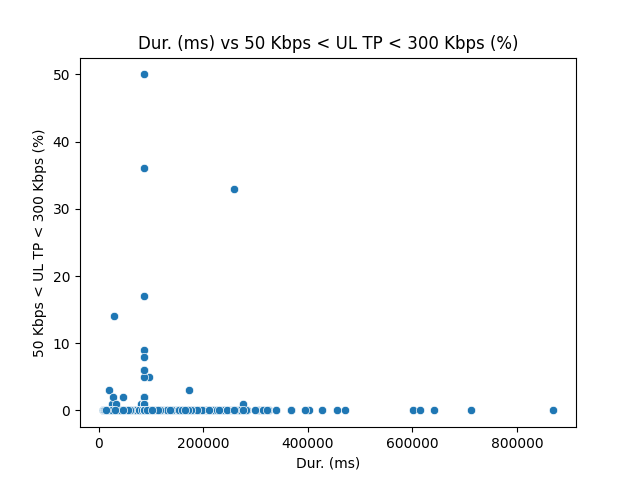 Dur. (ms) vs 50 Kbps < UL TP < 300 Kbps (%)
50 Kbps < UL TP < 300 Kbps (%)
50
40
30
20
10
0
0 200000 400000 600000 800000
Dur. (ms)